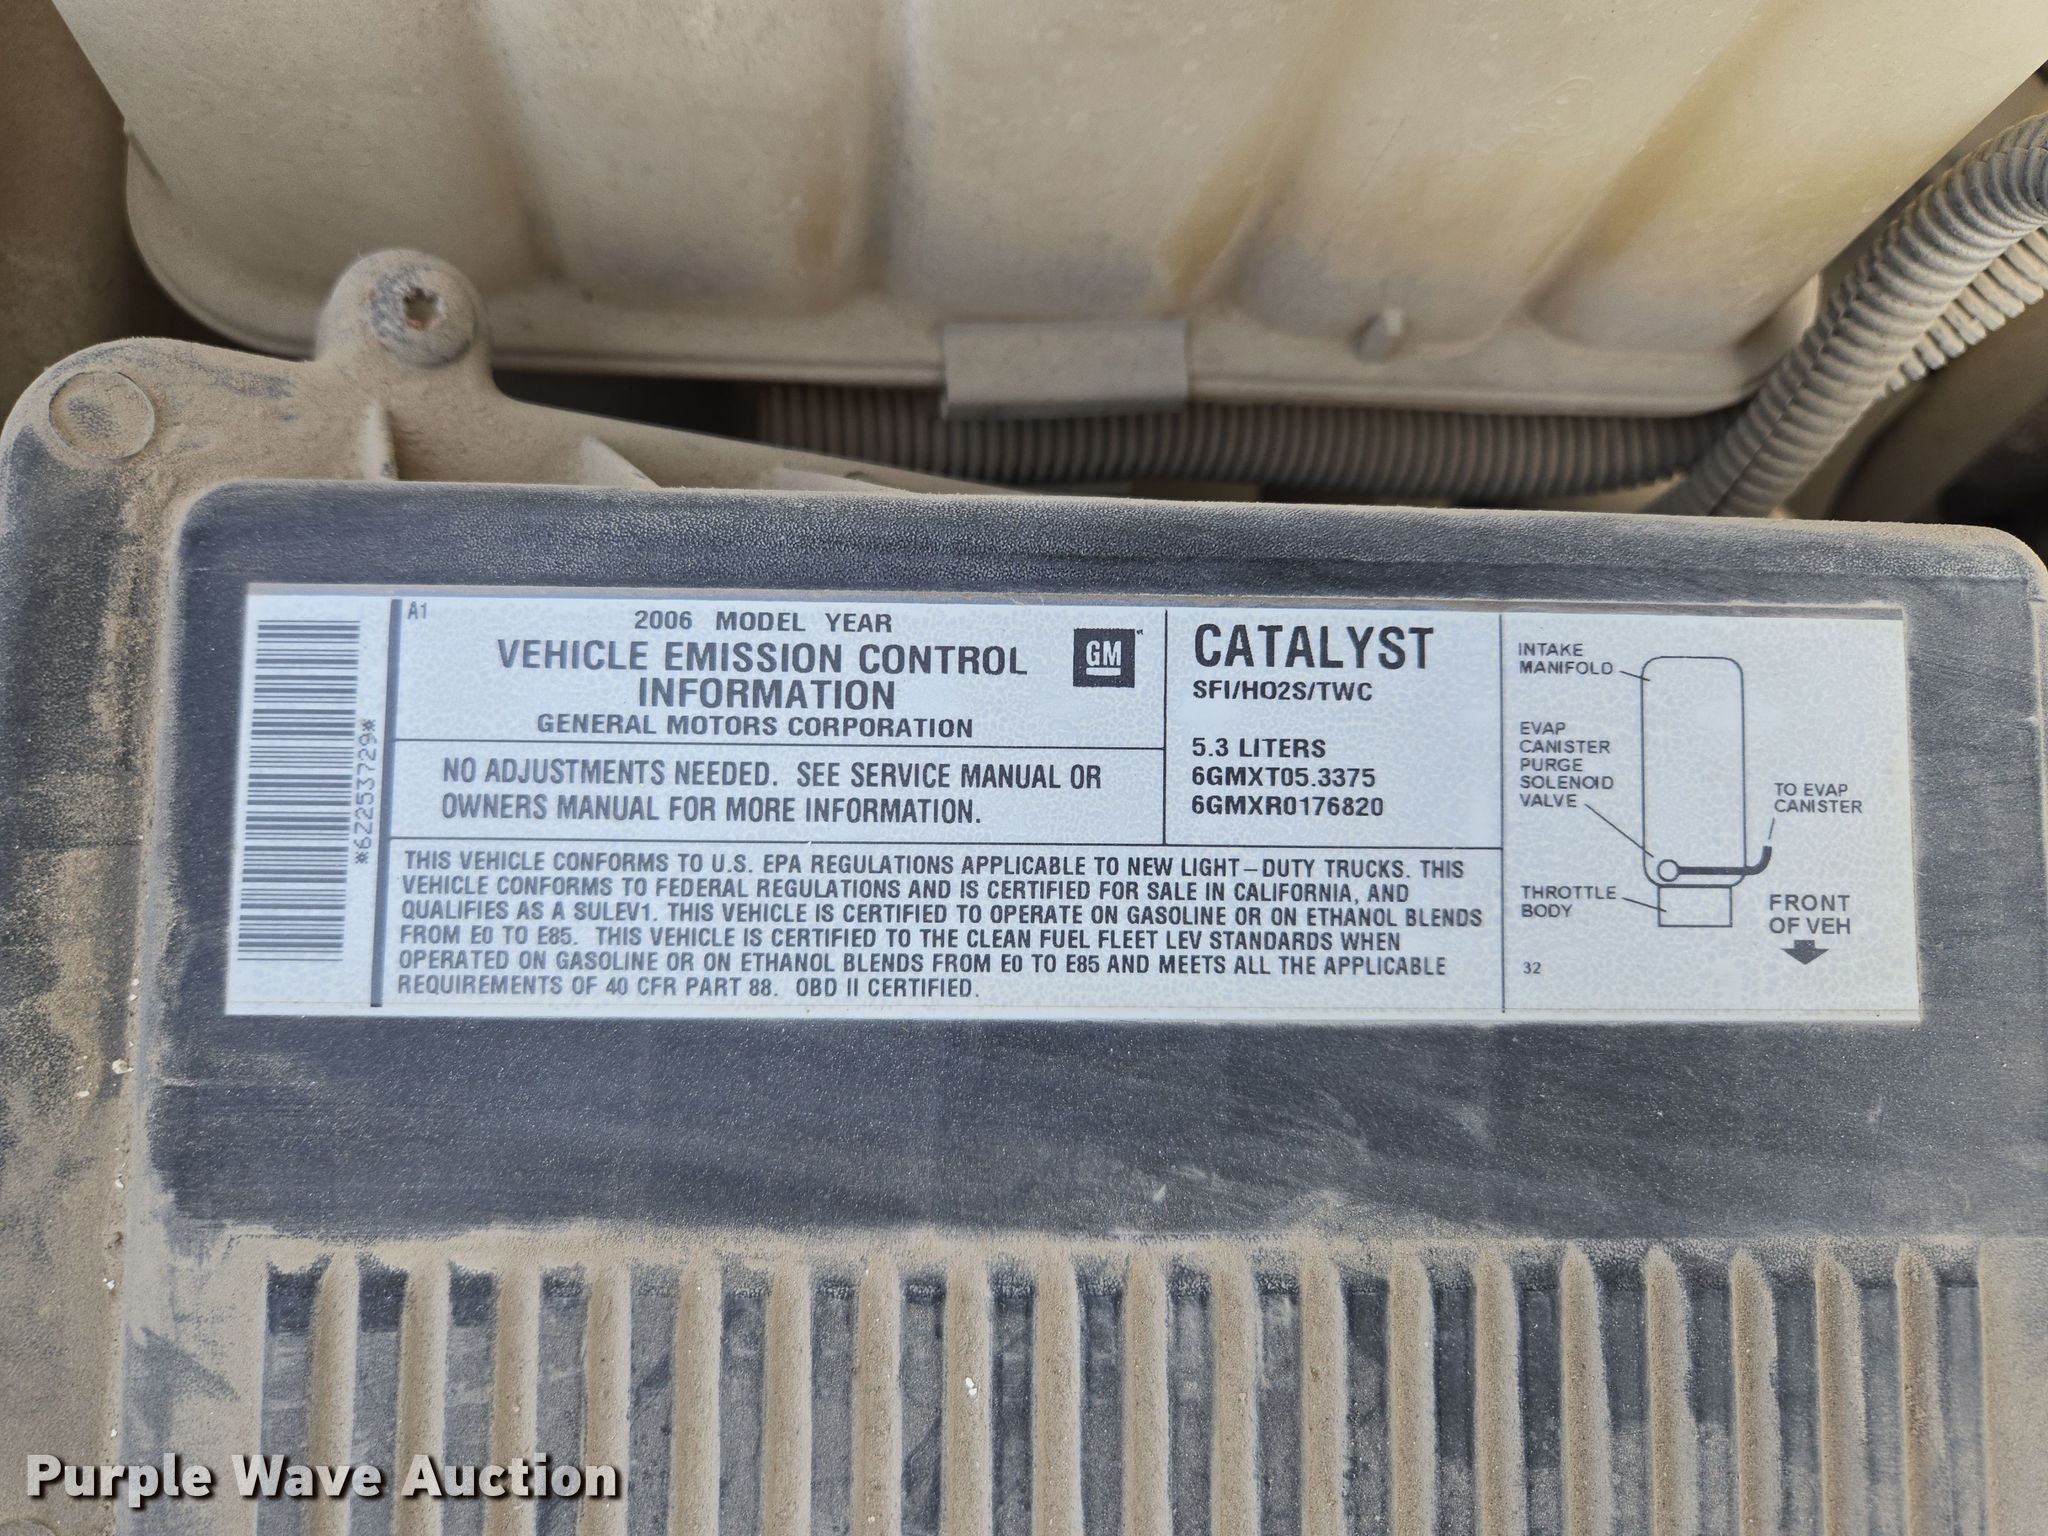 A1
2006 MODEL YEAR
VEHICLE EMISSION CONTROL
INFORMATION
GENERAL MOTORS CORPORATION
GM
NO ADJUSTMENTS NEEDED. SEE SERVICE MANUAL OR
OWNERS MANUAL FOR MORE INFORMATION.
CATALYST
SFI/HO2S/TWC
5.3 LITERS
6GMXT05.3375
6GMXR0176820
THIS VEHICLE CONFORMS TO U.S. EPA REGULATIONS APPLICABLE TO NEW LIGHT-DUTY TRUCKS. THIS
VEHICLE CONFORMS TO FEDERAL REGULATIONS AND IS CERTIFIED FOR SALE IN CALIFORNIA, AND
QUALIFIES AS A SULEV1. THIS VEHICLE IS CERTIFIED TO OPERATE ON GASOLINE OR ON ETHANOL BLENDS
FROM E0 TO E85. THIS VEHICLE IS CERTIFIED TO THE CLEAN FUEL FLEET LEV STANDARDS WHEN
OPERATED ON GASOLINE OR ON ETHANOL BLENDS FROM E0 TO E85 AND MEETS ALL THE APPLICABLE
REQUIREMENTS OF 40 CFR PART 88. OBD II CERTIFIED.
INTAKE
MANIFOLD
EVAP
CANISTER
PURGE
SOLENOID
VALVE
TO EVAP
CANISTER
THROTTLE
BODY
FRONT
OF VEH
32
*6Z2253729*
Purple Wave Auction